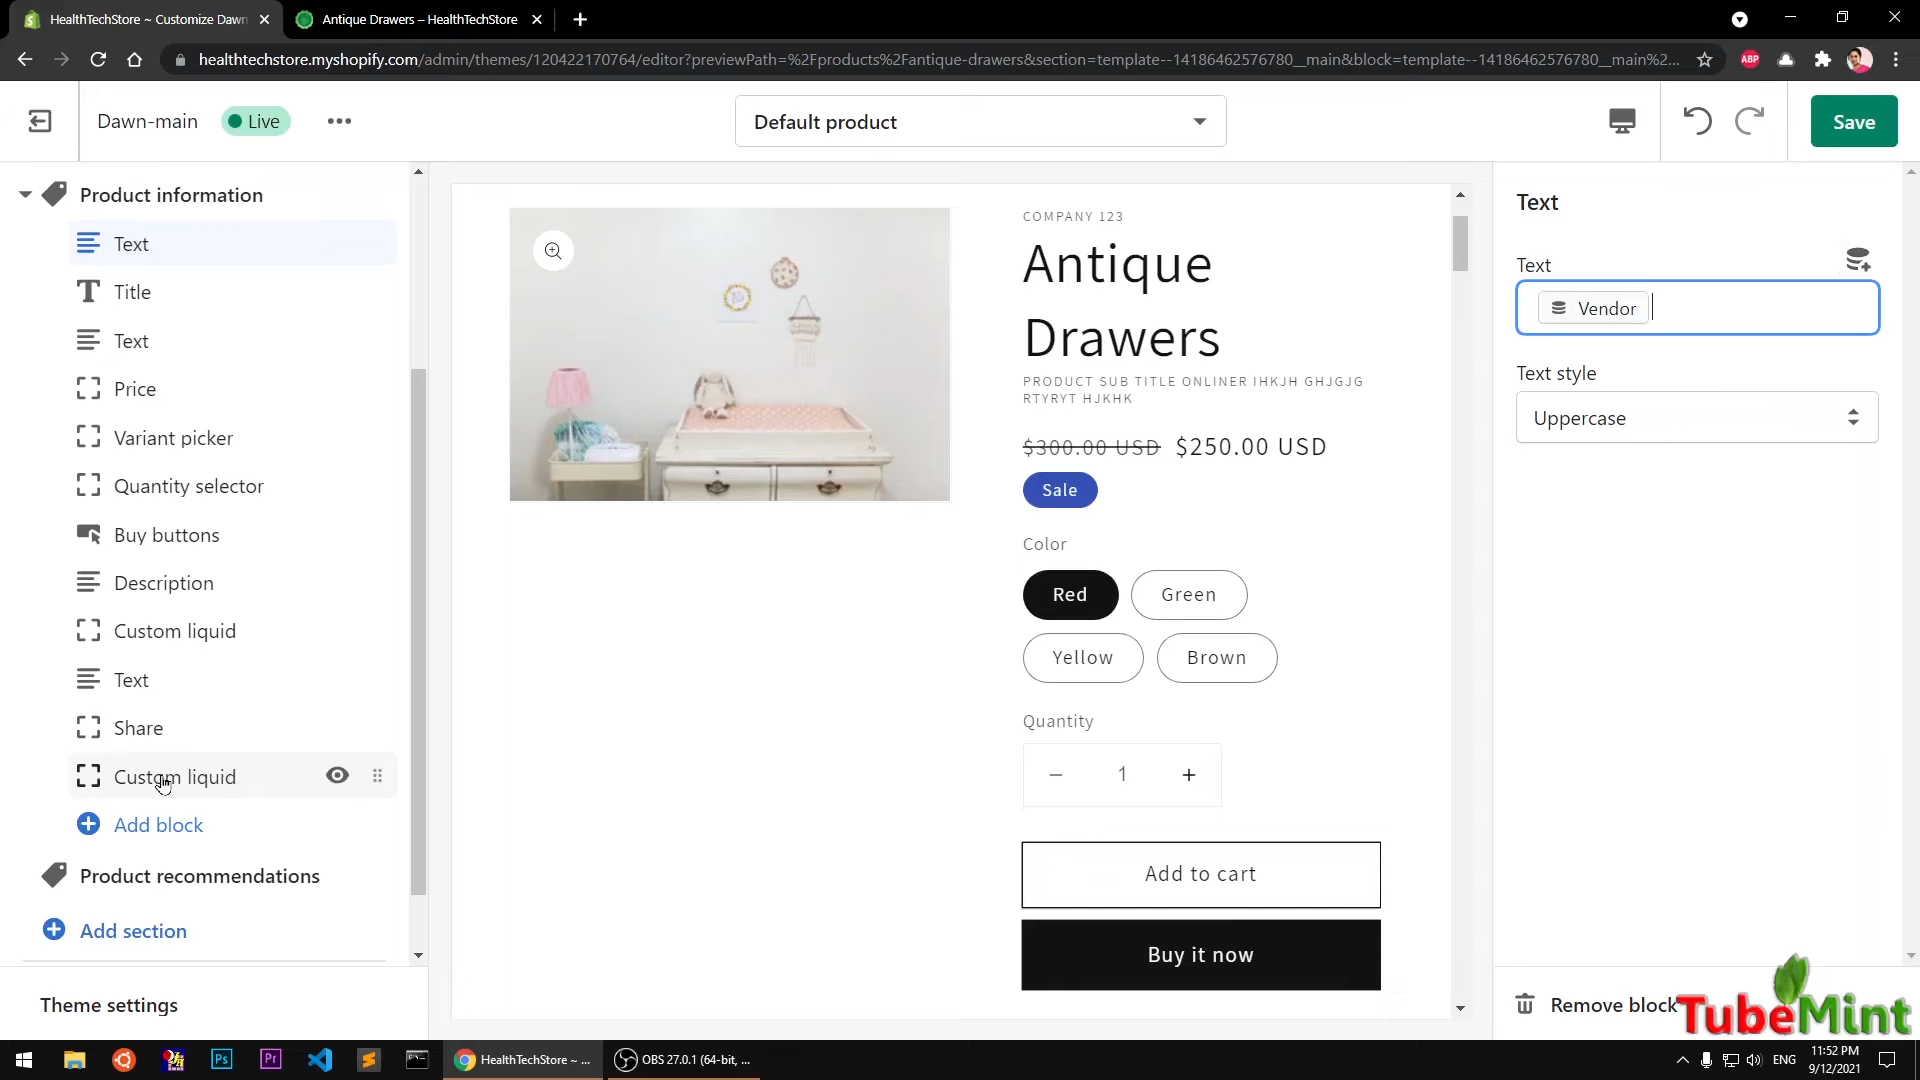 HealthTechStore ~ Customize Dawn
Antique Drawers – HealthTechStore
healthtechstore.myshopify.com/admin/themes/120422170764/editor?previewPath=%2Fproducts%2Fantique-drawers&section=template--14186462576780__main&block=template--14186462576780__main%2...
ABP
Dawn-main
Live
Default product
Save
Product information
Text
Title
Text
Price
Variant picker
Quantity selector
Buy buttons
Description
Custom liquid
Text
Share
Custom liquid
Add block
Product recommendations
Add section
Theme settings
COMPANY 123
Antique
Drawers
PRODUCT SUB TITLE ONLINER IHKJH GHJGJG
RTYRYT HJKHK
$300.00 USD $250.00 USD
Sale
Color
Red
Green
Yellow
Brown
Quantity
1
Add to cart
Buy it now
Text
Text
Vendor
Text style
Uppercase
Remove block
TubeMint
Ps
Pr
HealthTechStore ~ ...
OBS 27.0.1 (64-bit, ...
ENG
11:52 PM
9/12/2021